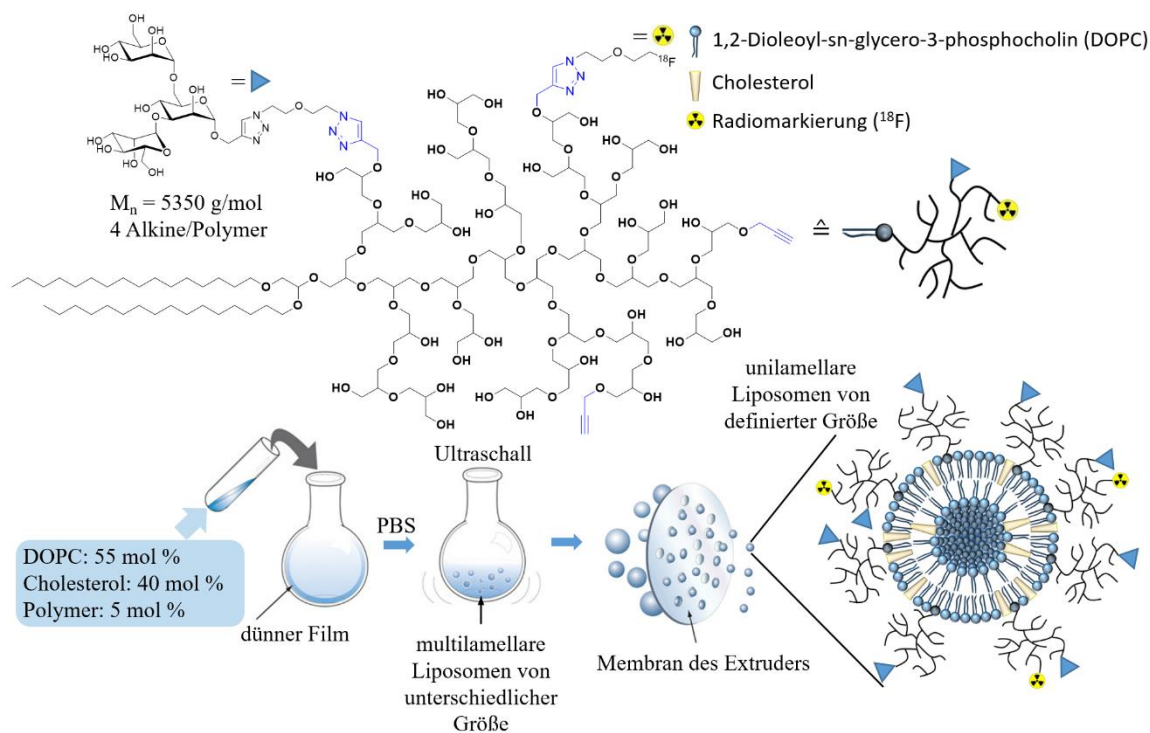 = 1,2-Dioleoyl-sn-glycero-3-phosphocholin (DOPC)
Cholesterol
Radiomarkierung (¹⁸F)
¹⁸F
=
Mₙ = 5350 g/mol
4 Alkine/Polymer
≙
DOPC: 55 mol %
Cholesterol: 40 mol %
Polymer: 5 mol %
dünner Film
PBS
Ultraschall
multilamellare
Liposomen von
unterschiedlicher
Größe
Membran des Extruders
unilamellare
Liposomen von
definierter Größe